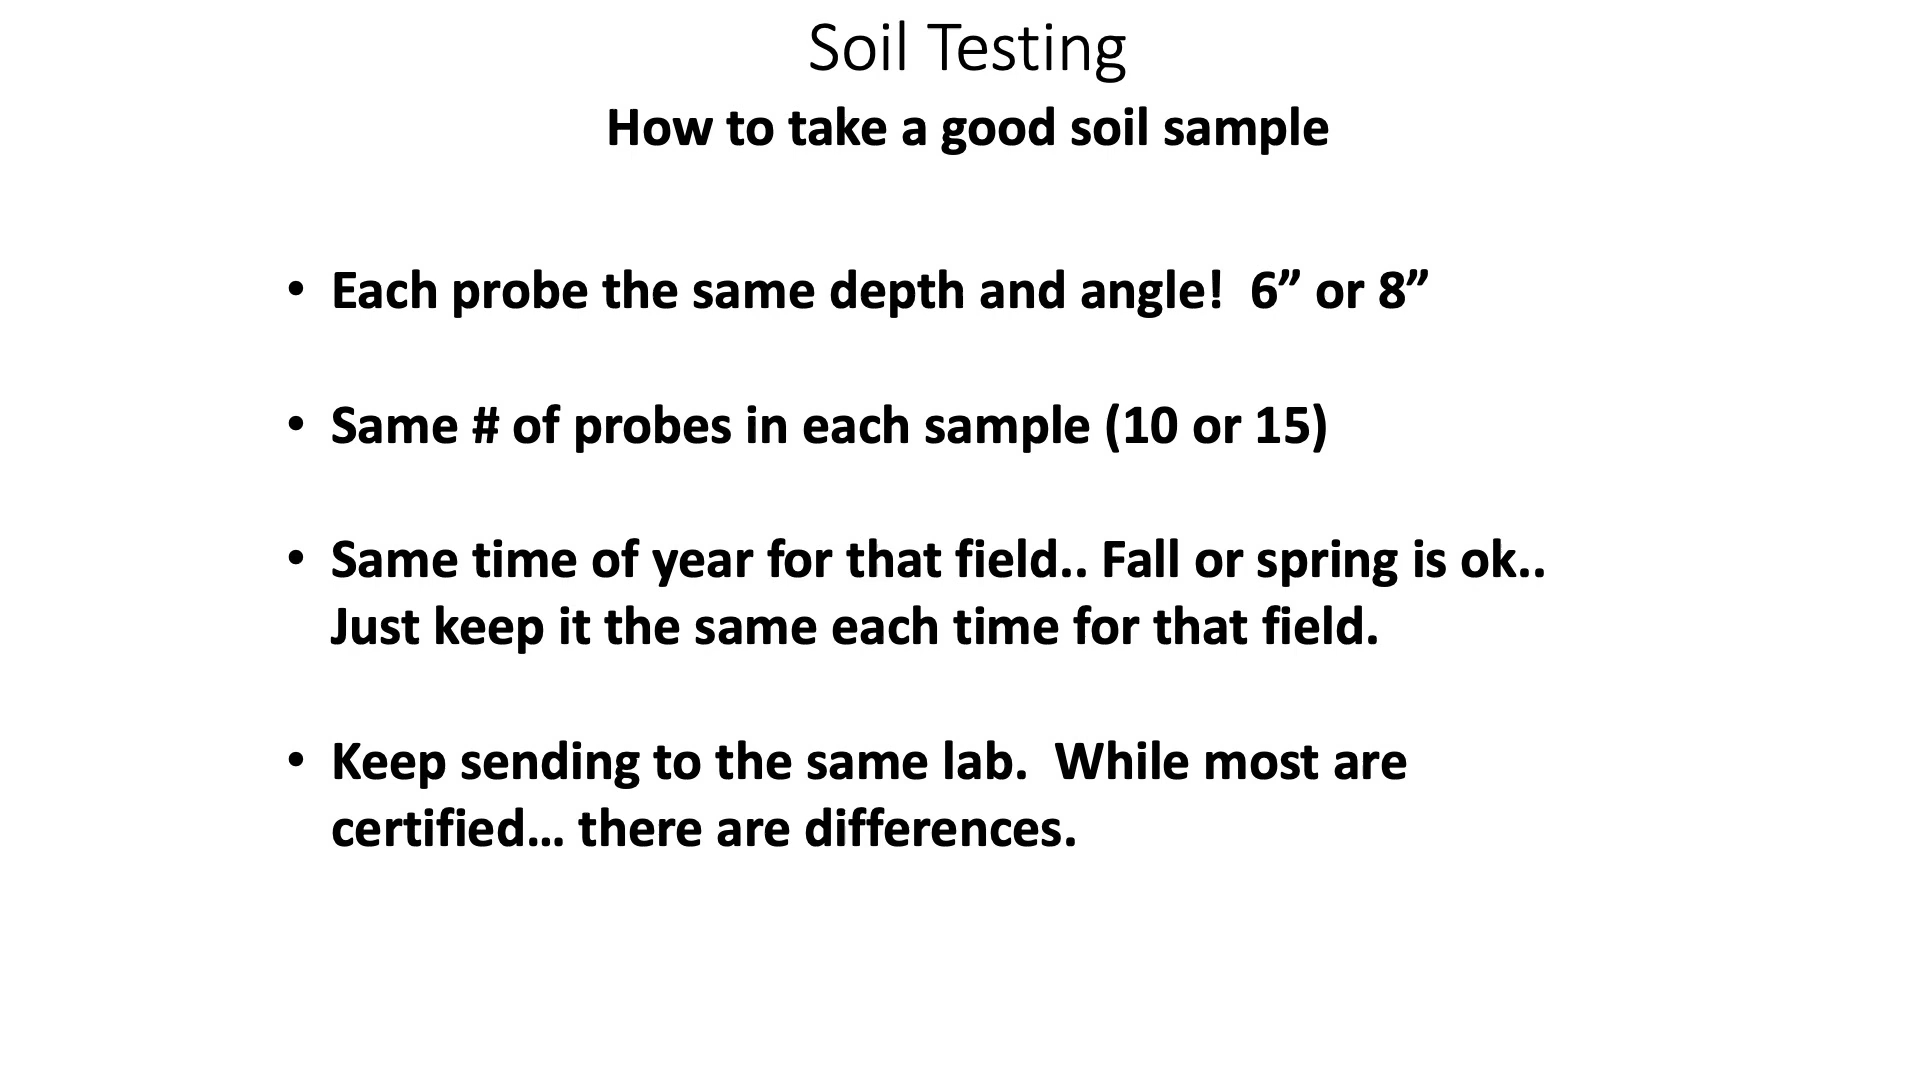 Soil Testing
How to take a good soil sample
• Each probe the same depth and angle!  6” or 8”
• Same # of probes in each sample (10 or 15)
• Same time of year for that field.. Fall or spring is ok..
Just keep it the same each time for that field.
• Keep sending to the same lab.  While most are
certified… there are differences.